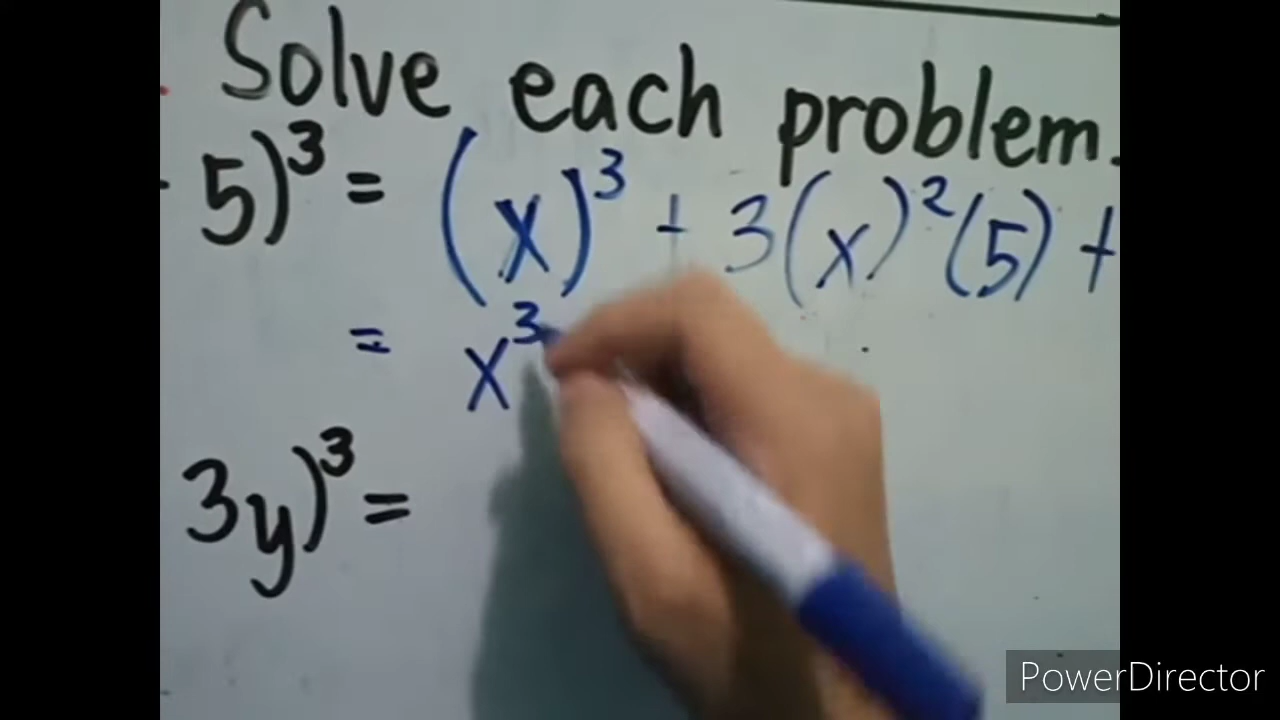 Solve each problem.
5)³ = (x)³ + 3(x)²(5) +
= x³
3y)³ =
PowerDirector